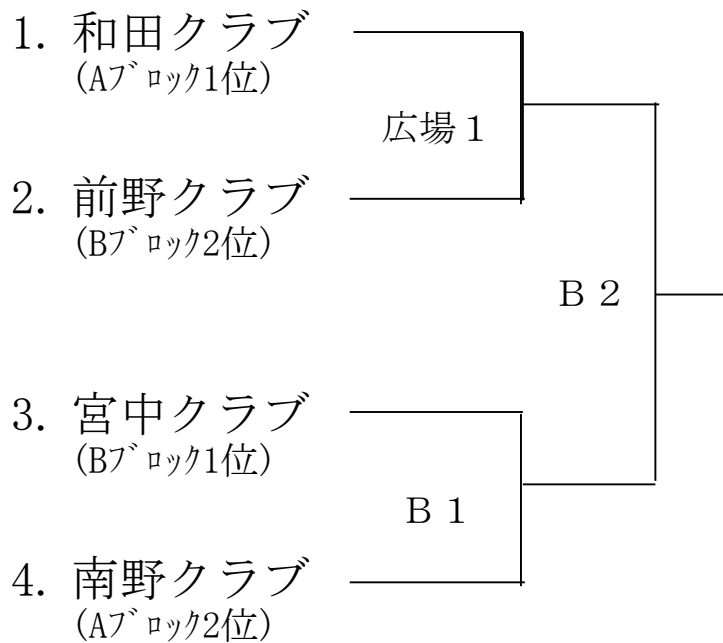 1. 和田クラブ
(Aﾌﾞﾛｯｸ1位)
広場１
2. 前野クラブ
(Bﾌﾞﾛｯｸ2位)
Ｂ２
3. 宮中クラブ
(Bﾌﾞﾛｯｸ1位)
Ｂ１
4. 南野クラブ
(Aﾌﾞﾛｯｸ2位)